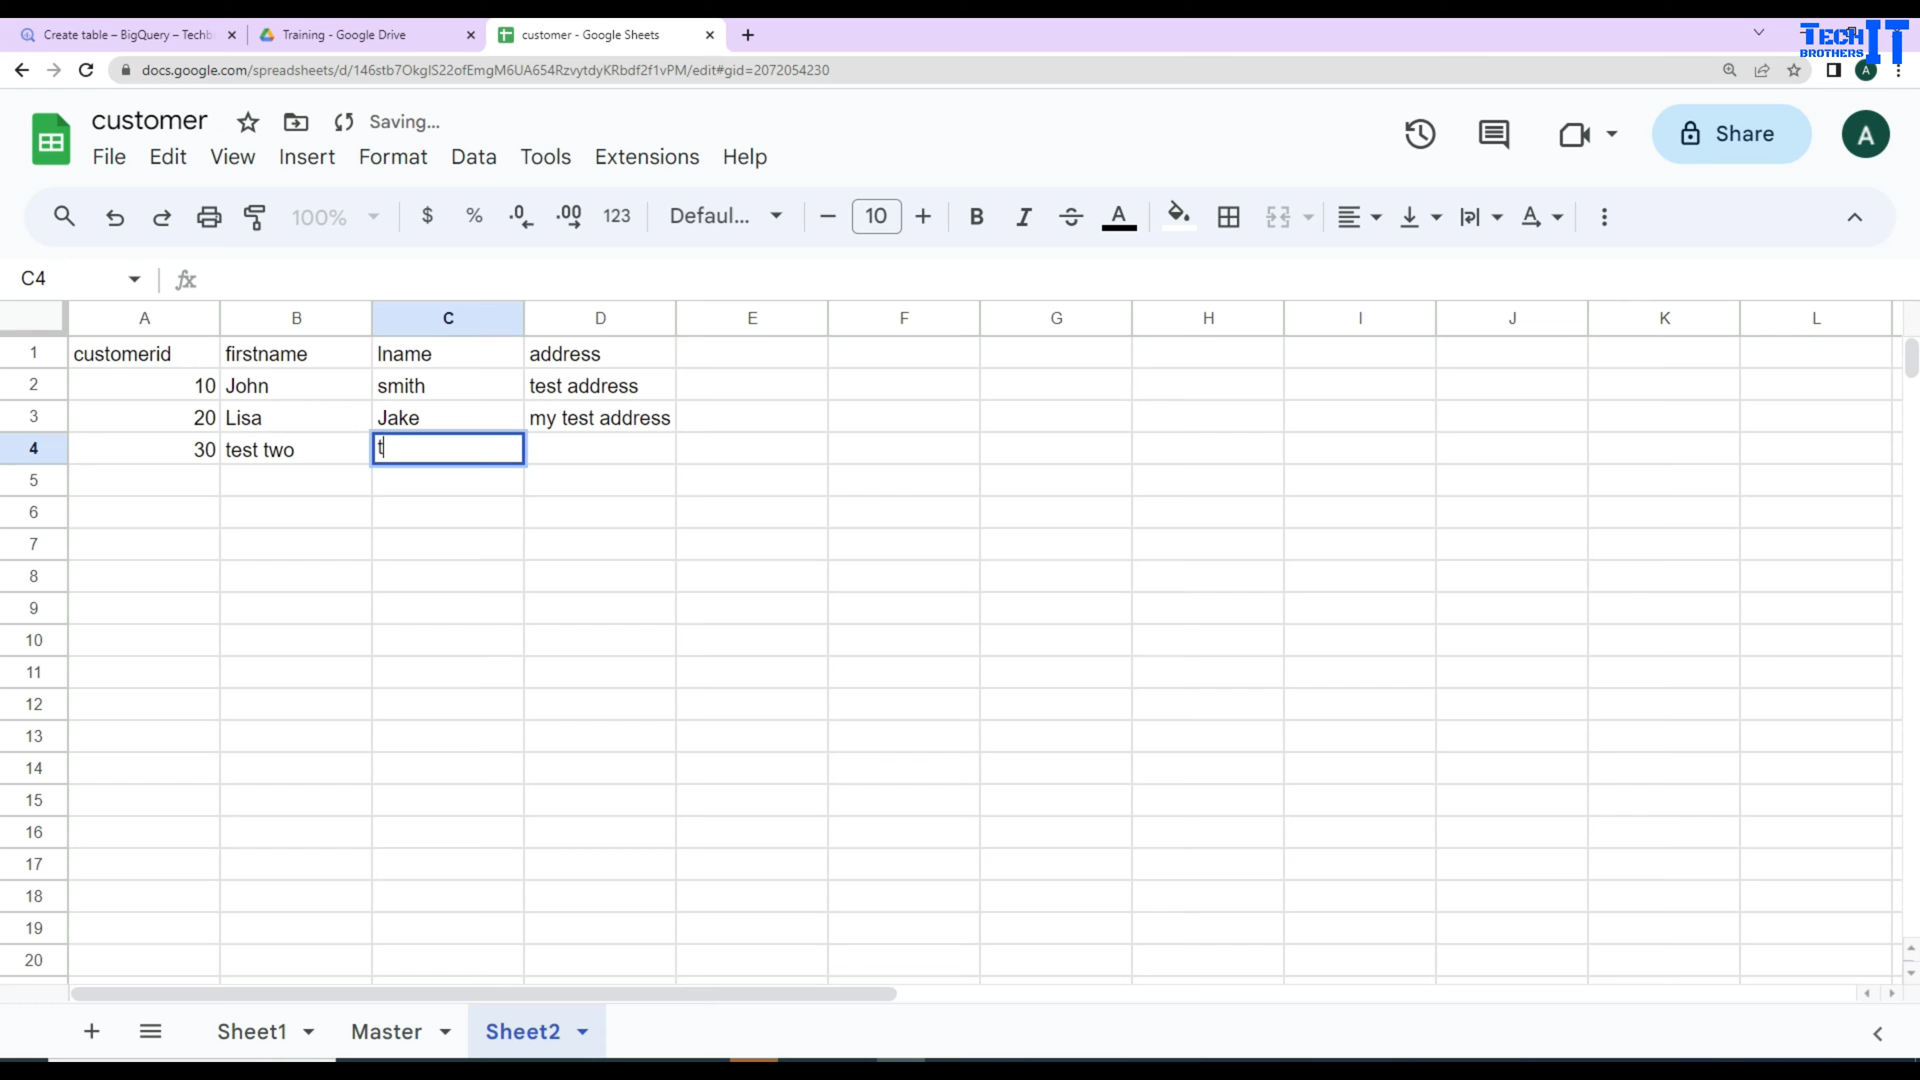 Create table – BigQuery – Techb
Training - Google Drive
customer - Google Sheets
TECH IT BROTHERS
docs.google.com/spreadsheets/d/146stb7OkgIS22ofEmgM6UA654RzvytdyKRbdf2f1vPM/edit#gid=2072054230
A
customer
Saving...
File Edit View Insert Format Data Tools Extensions Help
Share
A
100% $ % .0 .00 123 Defaul... 10 B I A
C4 fx
A B C D E F G H I J K L
1 customerid firstname lname address
2 10 John smith test address
3 20 Lisa Jake my test address
4 30 test two t
5
6
7
8
9
10
11
12
13
14
15
16
17
18
19
20
Sheet1 Master Sheet2